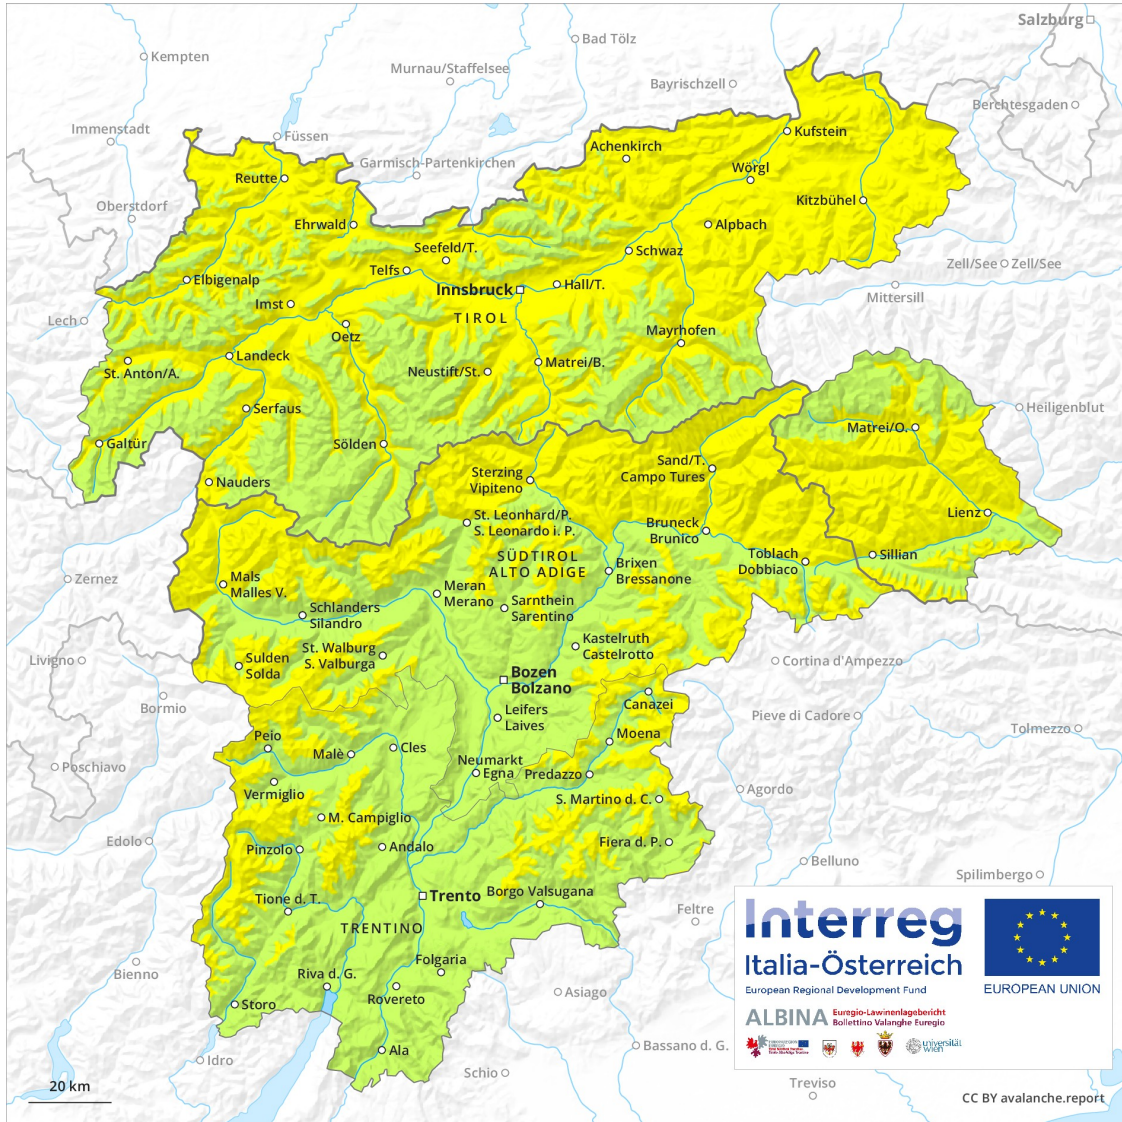 Salzburg
Bad Tölz
Kempten
Murnau/Staffelsee
Bayrischzell
Berchtesgaden
Immenstadt
Füssen
Kufstein
Achenkirch
Garmisch-Partenkirchen
Wörgl
Reutte
Kitzbühel
Oberstdorf
Ehrwald
Alpbach
Seefeld/T.
Schwaz
Telfs
Zell/See
Zell/See
Elbigenalp
Innsbruck
Hall/T.
Mittersill
Imst
TIROL
Lech
Oetz
Mayrhofen
Landeck
Matrei/B.
St. Anton/A.
Neustift/St.
Serfaus
Heiligenblut
Matrei/O.
Galtür
Sölden
Sand/T.
Campo Tures
Sterzing
Vipiteno
Nauders
Lienz
St. Leonhard/P.
S. Leonardo i. P.
Bruneck
Brunico
Toblach
Dobbiaco
Sillian
SÜDTIROL
ALTO ADIGE
Brixen
Bressanone
Zernez
Mals
Malles V.
Meran
Merano
Sarnthein
Sarentino
Schlanders
Silandro
Kastelruth
Castelrotto
St. Walburg
S. Valburga
Livigno
Sulden
Solda
Cortina d'Ampezzo
Bozen
Bolzano
Bormio
Canazei
Leifers
Laives
Pieve di Cadore
Tolmezzo
Peio
Moena
Malè
Cles
Neumarkt
Egna
Predazzo
Poschiavo
Vermiglio
Agordo
S. Martino d. C.
M. Campiglio
Edolo
Pinzolo
Andalo
Fiera d. P.
Belluno
Spilimbergo
Trento
Borgo Valsugana
Tione d. T.
Feltre
TRENTINO
Interreg
Italia-Österreich
European Regional Development Fund
EUROPEAN UNION
Folgaria
Bienno
Riva d. G.
Rovereto
Asiago
Storo
ALBINA
Euregio-Lawinenlagebericht
Bollettino Valanghe Euregio
universität
wien
Ala
Bassano d. G.
Idro
Schio
20 km
Treviso
CC BY avalanche.report